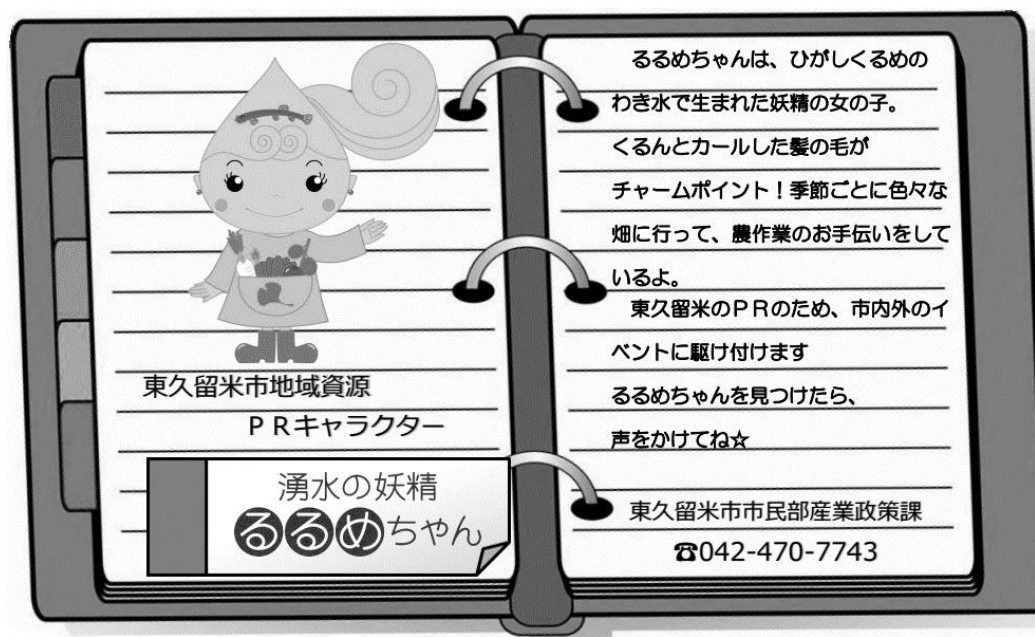 東久留米市地域資源
ＰＲキャラクター
湧水の妖精
るるめちゃん
るるめちゃんは、ひがしくるめの
わき水で生まれた妖精の女の子。
くるんとカールした髪の毛が
チャームポイント！季節ごとに色々な
畑に行って、農作業のお手伝いをして
いるよ。
東久留米のＰＲのため、市内外のイ
ベントに駆け付けます
るるめちゃんを見つけたら、
声をかけてね☆
東久留米市市民部産業政策課
☎042-470-7743